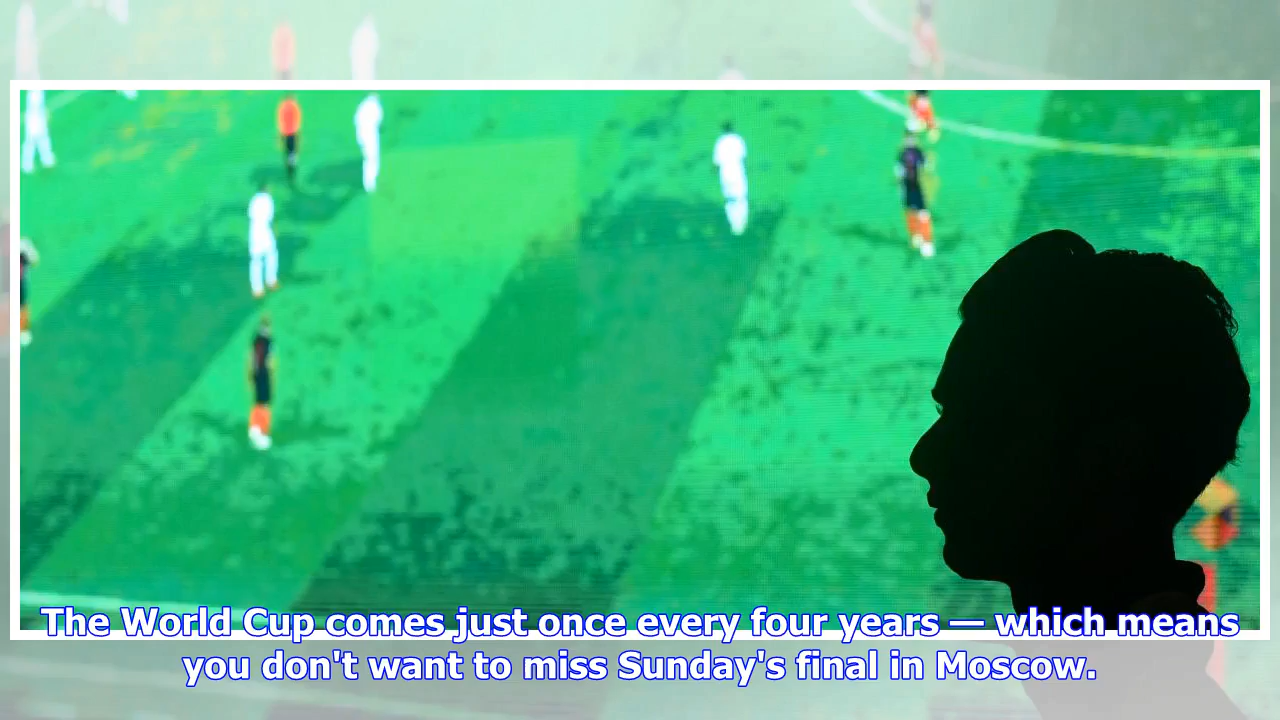 The World Cup comes just once every four years — which means
you don't want to miss Sunday's final in Moscow.